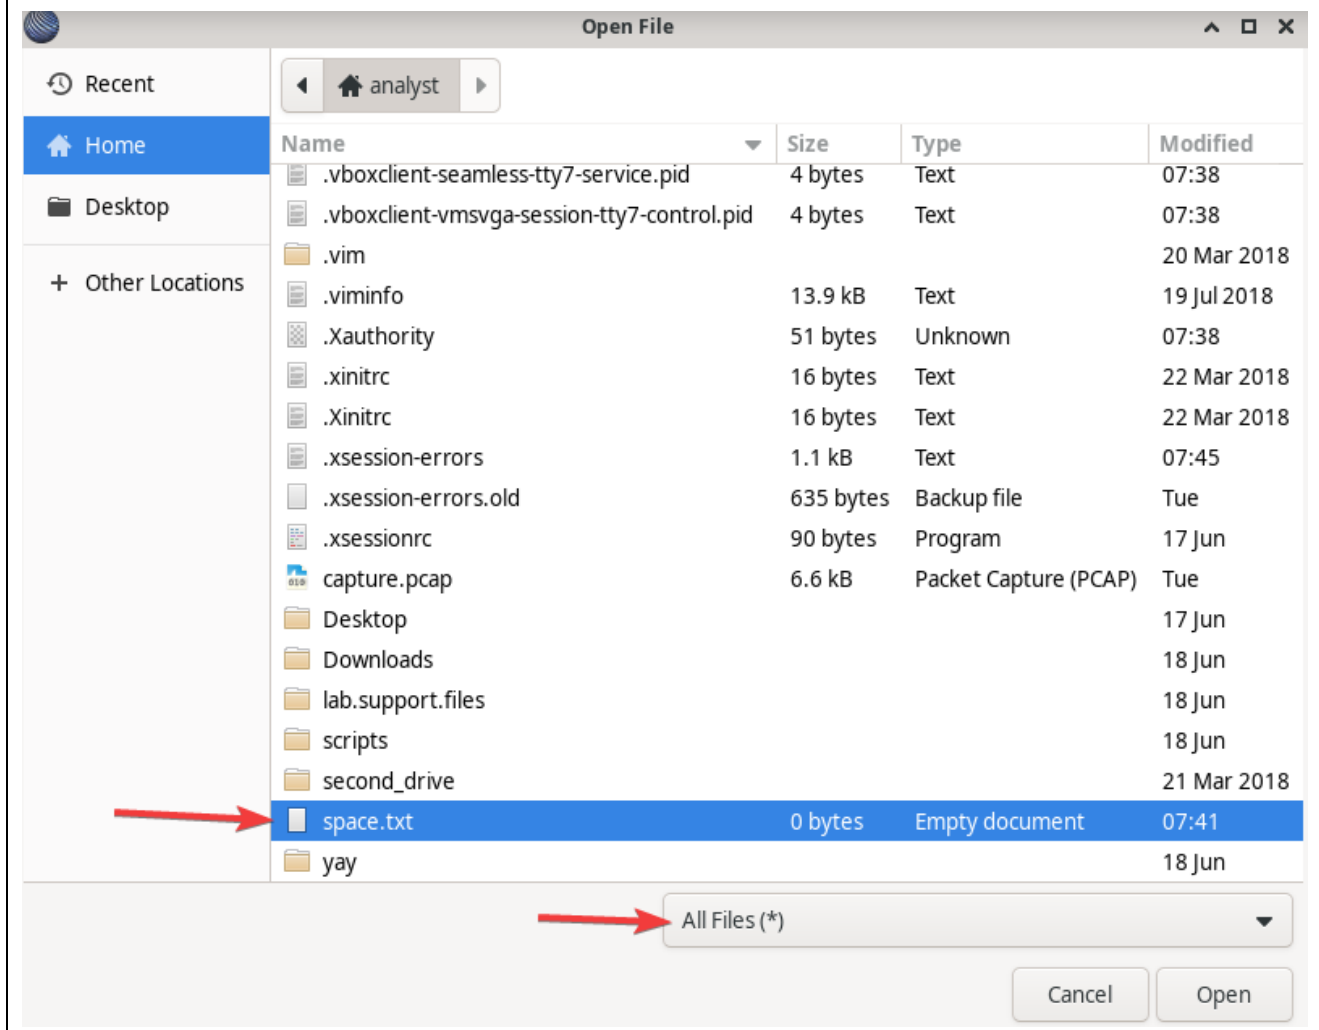 Open File
Recent
Home
Desktop
Other Locations
analyst
Name Size Type Modified
.vboxclient-seamless-tty7-service.pid 4 bytes Text 07:38
.vboxclient-vmsvga-session-tty7-control.pid 4 bytes Text 07:38
.vim 20 Mar 2018
.viminfo 13.9 kB Text 19 Jul 2018
.Xauthority 51 bytes Unknown 07:38
.xinitrc 16 bytes Text 22 Mar 2018
.Xinitrc 16 bytes Text 22 Mar 2018
.xsession-errors 1.1 kB Text 07:45
.xsession-errors.old 635 bytes Backup file Tue
.xsessionrc 90 bytes Program 17 Jun
capture.pcap 6.6 kB Packet Capture (PCAP) Tue
Desktop 17 Jun
Downloads 18 Jun
lab.support.files 18 Jun
scripts 18 Jun
second_drive 21 Mar 2018
space.txt 0 bytes Empty document 07:41
yay 18 Jun
All Files (*)
Cancel Open